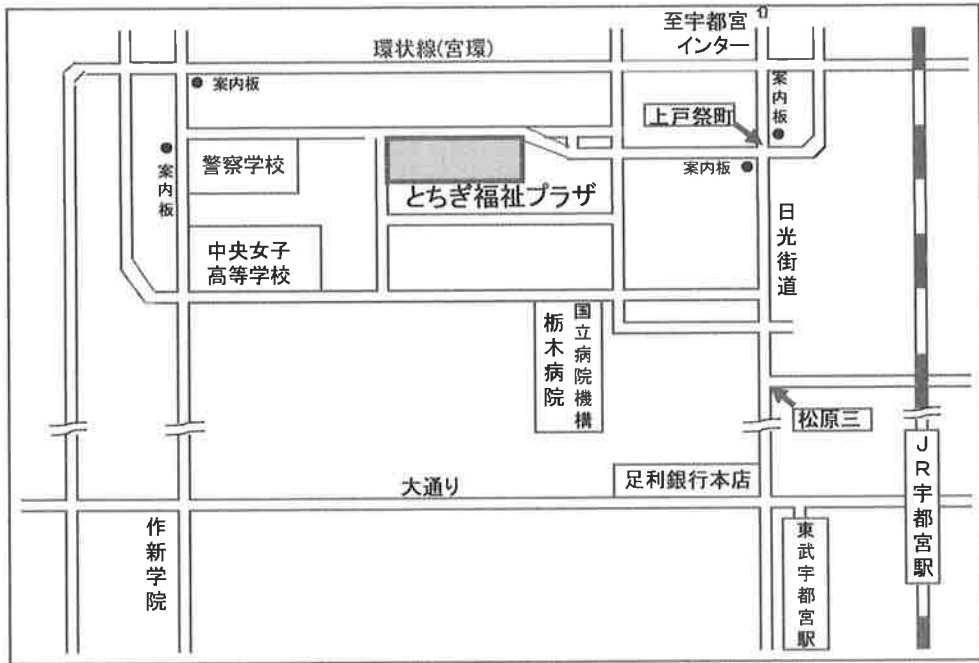 至宇都宮
インター
環状線(宮環)
案内板
案内板
上戸祭町
案内板
警察学校
案内板
とちぎ福祉プラザ
日光街道
中央女子
高等学校
国立病院機構
栃木病院
松原三
JR宇都宮駅
足利銀行本店
大通り
作新学院
東武宇都宮駅